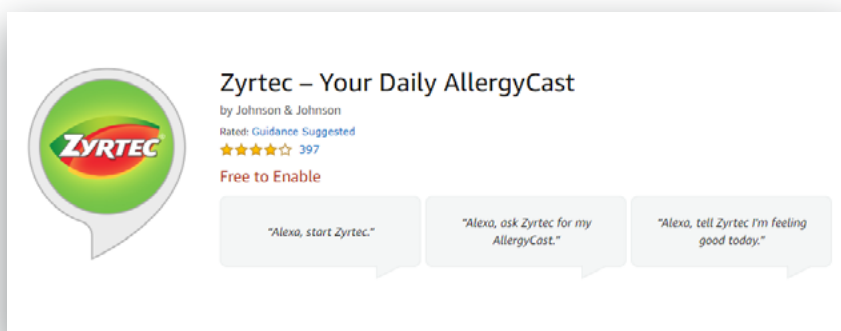 ZYRTEC
Zyrtec – Your Daily AllergyCast
by Johnson & Johnson
Rated: Guidance Suggested
397
Free to Enable
"Alexa, start Zyrtec."
"Alexa, ask Zyrtec for my
AllergyCast."
"Alexa, tell Zyrtec I'm feeling
good today."